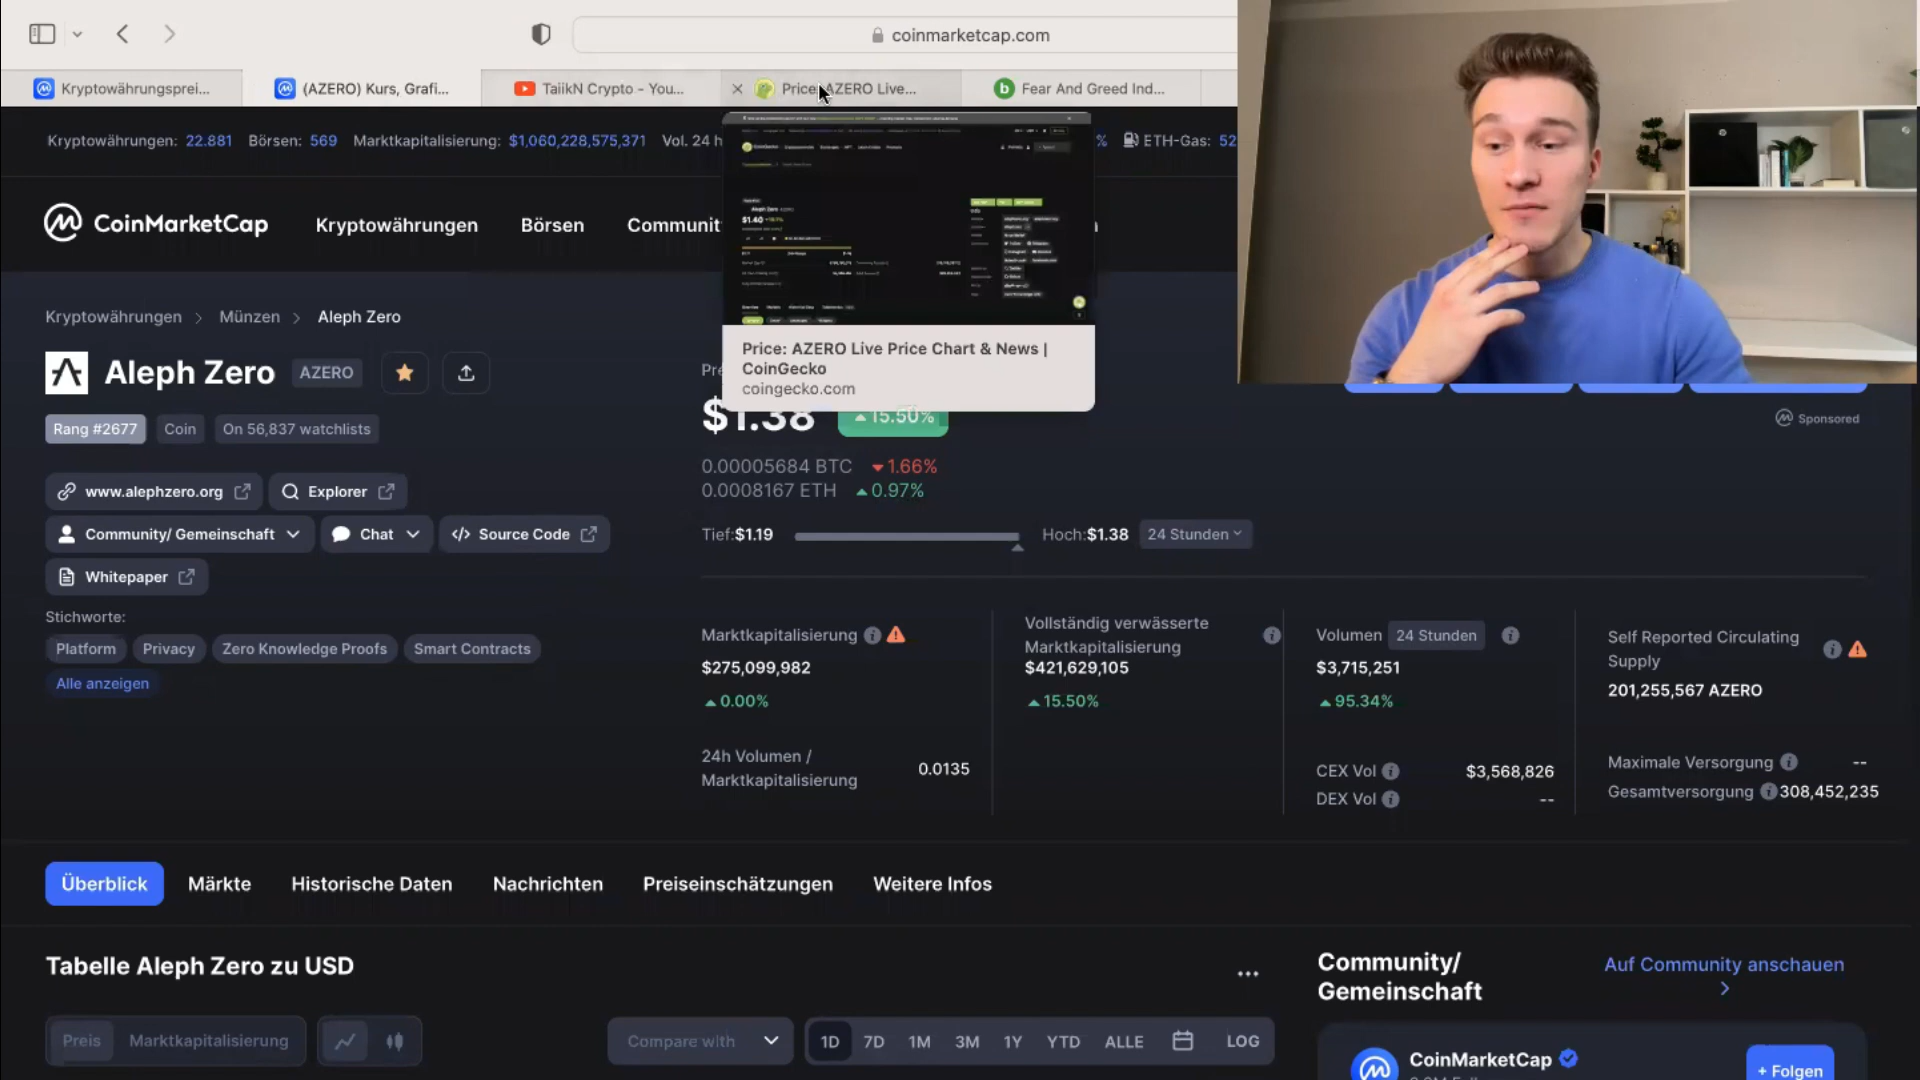 coinmarketcap.com
Kryptowährungsprei...
(AZERO) Kurs, Grafi...
TaiikN Crypto - You...
Price: AZERO Live...
Fear And Greed Ind...
Kryptowährungen: 22.881 Börsen: 569 Marktkapitalisierung: $1,060,228,575,371 Vol. 24 h
% ETH-Gas: 52
CoinMarketCap
Kryptowährungen
Börsen
Communit
CoinGecko
$1.40
Price: AZERO Live Price Chart & News |
CoinGecko
coingecko.com
Kryptowährungen > Münzen > Aleph Zero
Aleph Zero AZERO
Rang #2677 Coin On 56,837 watchlists
www.alephzero.org
Explorer
Community/ Gemeinschaft
Chat
Source Code
Whitepaper
Stichworte:
Platform
Privacy
Zero Knowledge Proofs
Smart Contracts
Alle anzeigen
Pre
$1.38 15.50%
0.00005684 BTC 1.66%
0.0008167 ETH 0.97%
Tief:$1.19 Hoch:$1.38 24 Stunden
Sponsored
Marktkapitalisierung
$275,099,982
0.00%
24h Volumen /
Marktkapitalisierung
0.0135
Vollständig verwässerte
Marktkapitalisierung
$421,629,105
15.50%
Volumen 24 Stunden
$3,715,251
95.34%
CEX Vol $3,568,826
DEX Vol --
Self Reported Circulating
Supply
201,255,567 AZERO
Maximale Versorgung --
Gesamtversorgung 308,452,235
Überblick
Märkte
Historische Daten
Nachrichten
Preiseinschätzungen
Weitere Infos
Tabelle Aleph Zero zu USD
Preis
Marktkapitalisierung
Compare with
1D 7D 1M 3M 1Y YTD ALLE LOG
Community/
Gemeinschaft
Auf Community anschauen
>
CoinMarketCap
+ Folgen